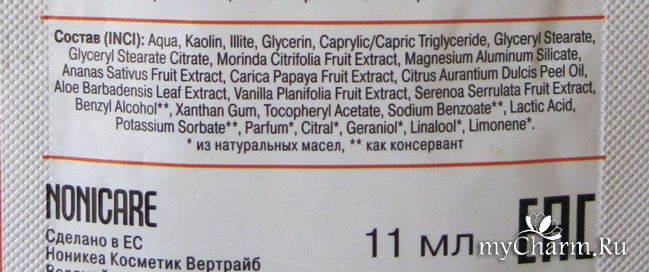 Состав (INCI): Aqua, Kaolin, Illite, Glycerin, Caprylic/Capric Triglyceride, Glyceryl Stearate,
Glyceryl Stearate Citrate, Morinda Citrifolia Fruit Extract, Magnesium Aluminum Silicate,
Ananas Sativus Fruit Extract, Carica Papaya Fruit Extract, Citrus Aurantium Dulcis Peel Oil,
Aloe Barbadensis Leaf Extract, Vanilla Planifolia Fruit Extract, Serenoa Serrulata Fruit Extract,
Benzyl Alcohol**, Xanthan Gum, Tocopheryl Acetate, Sodium Benzoate**, Lactic Acid,
Potassium Sorbate**, Parfum*, Citral*, Geraniol*, Linalool*, Limonene*.
* из натуральных масел, ** как консервант
NONICARE
Сделано в ЕС
Ноникеа Косметик Вертрайб
11 мл
EAC
myCharm.Ru